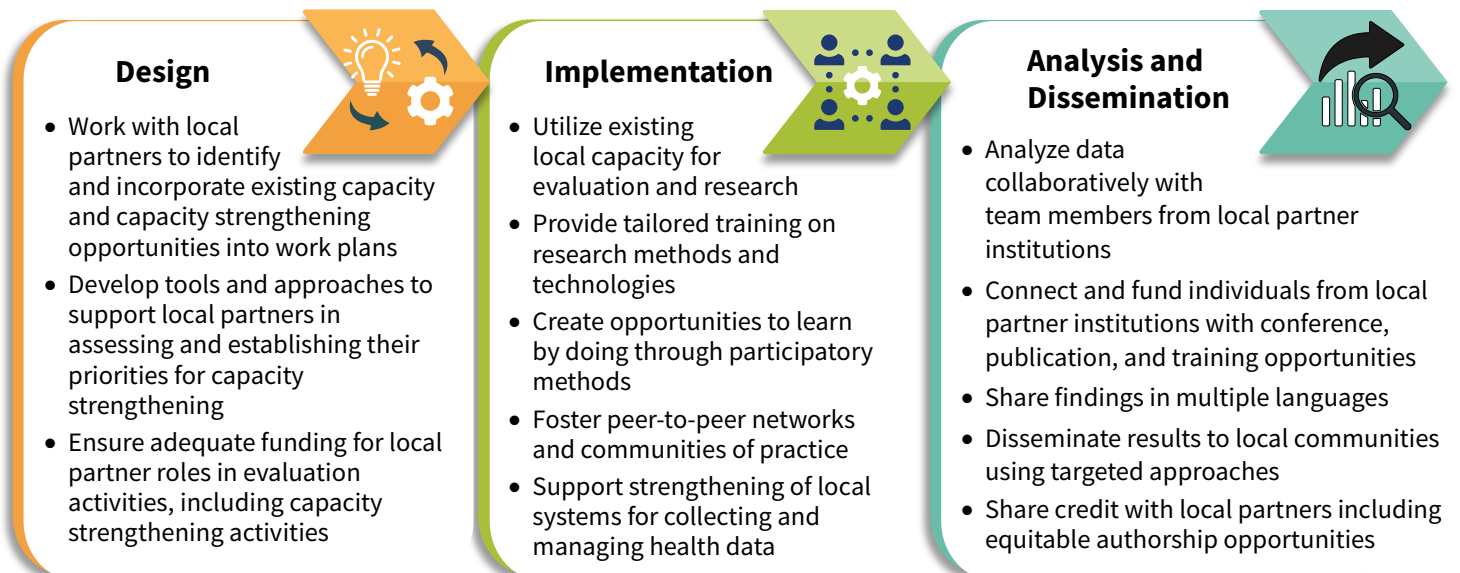 Design
• Work with local
partners to identify
and incorporate existing capacity
and capacity strengthening
opportunities into work plans
• Develop tools and approaches to
support local partners in
assessing and establishing their
priorities for capacity
strengthening
• Ensure adequate funding for local
partner roles in evaluation
activities, including capacity
strengthening activities
Implementation
• Utilize existing
local capacity for
evaluation and research
• Provide tailored training on
research methods and
technologies
• Create opportunities to learn
by doing through participatory
methods
• Foster peer-to-peer networks
and communities of practice
• Support strengthening of local
systems for collecting and
managing health data
Analysis and
Dissemination
• Analyze data
collaboratively with
team members from local partner
institutions
• Connect and fund individuals from local
partner institutions with conference,
publication, and training opportunities
• Share findings in multiple languages
• Disseminate results to local communities
using targeted approaches
• Share credit with local partners including
equitable authorship opportunities